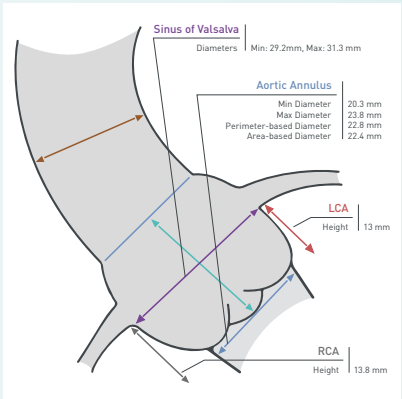 Sinus of Valsalva
Diameters Min: 29.2mm, Max: 31.3 mm
Aortic Annulus
Min Diameter 20.3 mm
Max Diameter 23.8 mm
Perimeter-based Diameter 22.8 mm
Area-based Diameter 22.4 mm
LCA
Height 13 mm
RCA
Height 13.8 mm